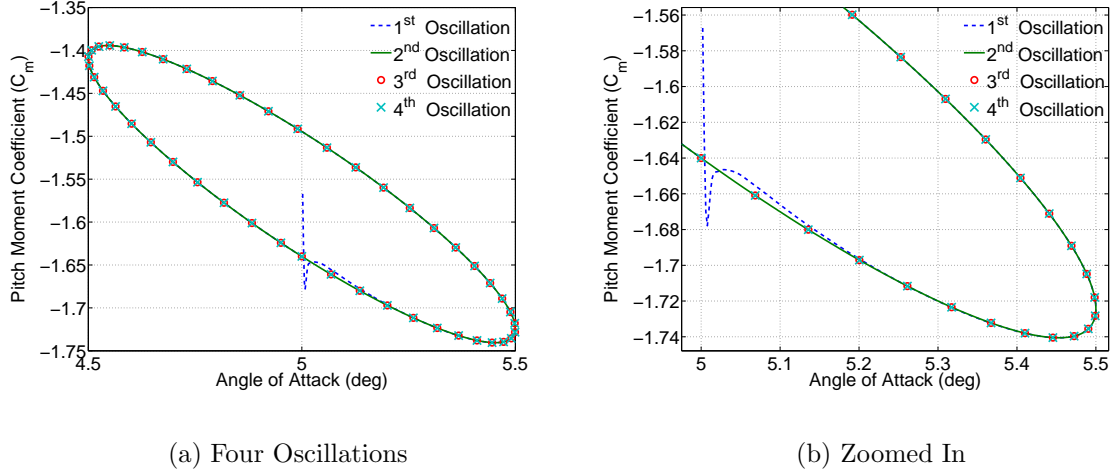 −1.35
−1.4
−1.45
−1.5
−1.55
−1.6
−1.65
−1.7
−1.75
Pitch Moment Coefficient (Cm)
1st Oscillation
2nd Oscillation
3rd Oscillation
4th Oscillation
4.5 5 5.5
Angle of Attack (deg)
(a) Four Oscillations
−1.56
−1.58
−1.6
−1.62
−1.64
−1.66
−1.68
−1.7
−1.72
−1.74
Pitch Moment Coefficient (Cm)
1st Oscillation
2nd Oscillation
3rd Oscillation
4th Oscillation
5 5.1 5.2 5.3 5.4 5.5
Angle of Attack (deg)
(b) Zoomed In